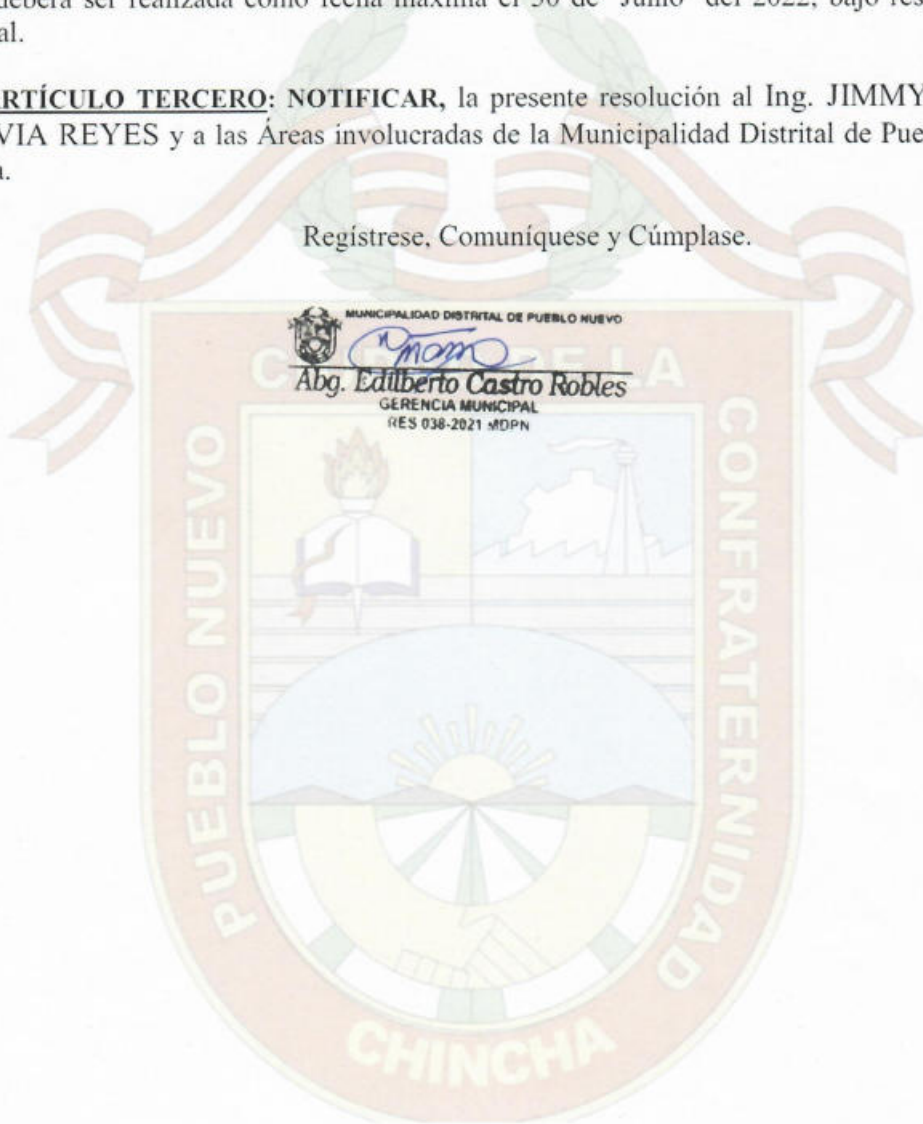 deberá ser realizada como fecha máxima el 30 de Junio del 2022, bajo res
al.
ARTÍCULO TERCERO: NOTIFICAR, la presente resolución al Ing. JIMMY
VIA REYES y a las Áreas involucradas de la Municipalidad Distrital de Pue
a.
Regístrese, Comuníquese y Cúmplase.
MUNICIPALIDAD DISTRITAL DE PUEBLO NUEVO
Abg. Edilberto Castro Robles
GERENCIA MUNICIPAL
RES 038-2021 MDPN
PUEBLO NUEVO
CONFRATERNIDAD
CHINCHA